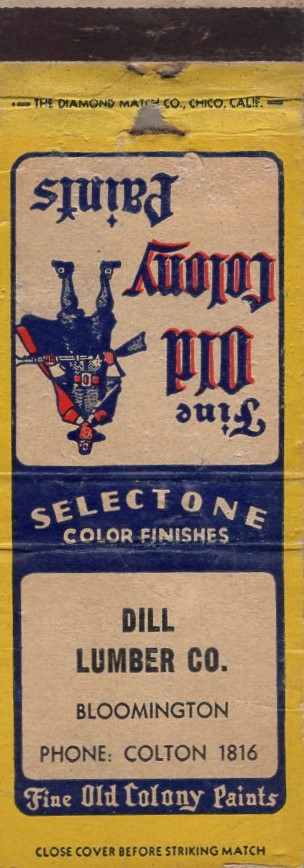 THE DIAMOND MATCH CO., CHICO, CALIF.
Fine
Old
Colony
Paints
SELECTONE
COLOR FINISHES
DILL
LUMBER CO.
BLOOMINGTON
PHONE: COLTON 1816
Fine Old Colony Paints
CLOSE COVER BEFORE STRIKING MATCH